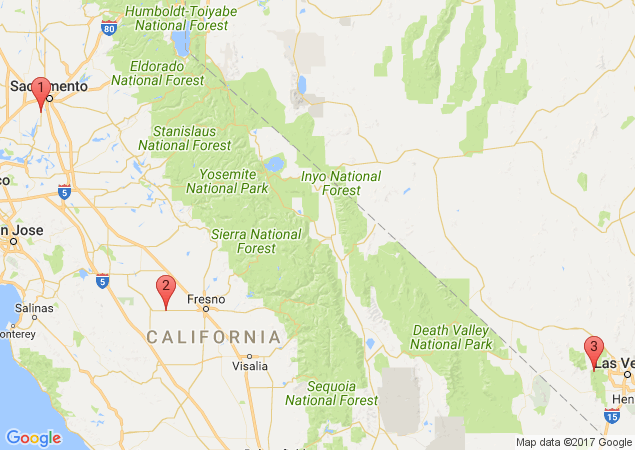 Humboldt-Toiyabe
National Forest
80
Eldorado
National Forest
1
Sacramento
Stanislaus
National Forest
Yosemite
National Park
Inyo National
Forest
5
co
n Jose
Sierra National
Forest
5
2
Fresno
Salinas
onterey
CALIFORNIA
Death Valley
National Park
3
Las Ve
Visalia
Sequoia
National Forest
Hen
15
Google
Map data ©2017 Google